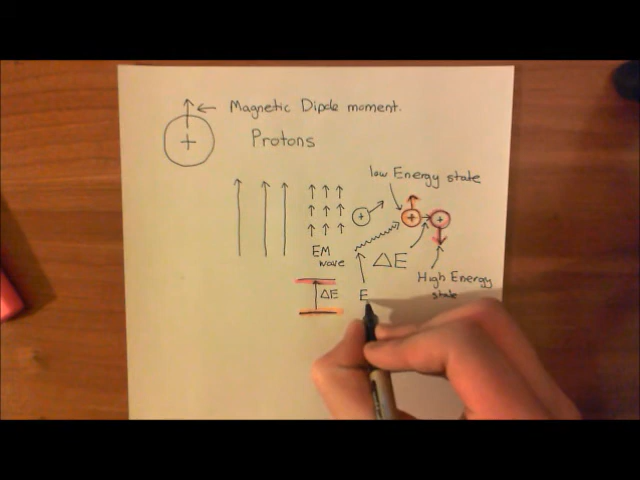 Magnetic Dipole moment.
+
Protons
low Energy state
+
+
+
EM
wave
ΔE
High Energy
state
ΔE
E